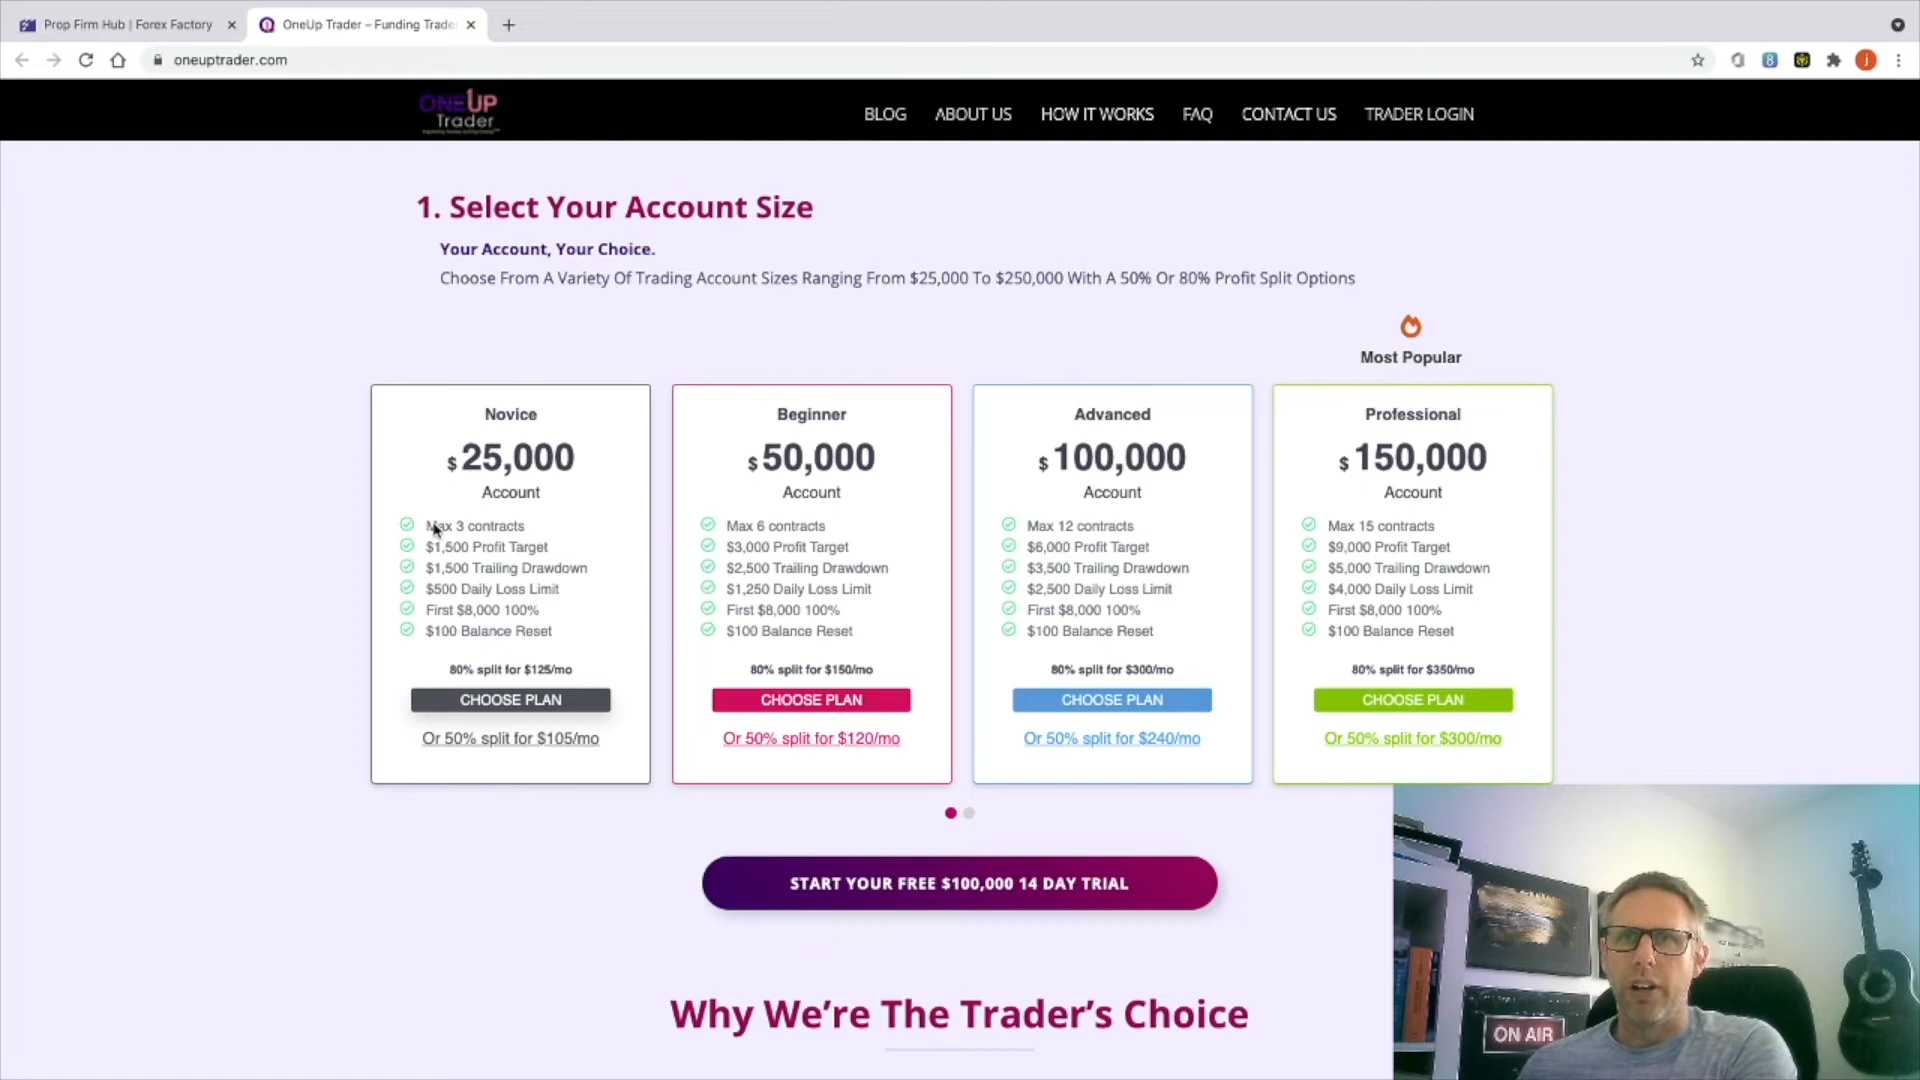 Prop Firm Hub | Forex Factory
OneUp Trader – Funding Trade
oneuptrader.com
ONEUP
Trader
BLOG
ABOUT US
HOW IT WORKS
FAQ
CONTACT US
TRADER LOGIN
1. Select Your Account Size
Your Account, Your Choice.
Choose From A Variety Of Trading Account Sizes Ranging From $25,000 To $250,000 With A 50% Or 80% Profit Split Options
Most Popular
Novice
$25,000
Account
Max 3 contracts
$1,500 Profit Target
$1,500 Trailing Drawdown
$500 Daily Loss Limit
First $8,000 100%
$100 Balance Reset
80% split for $125/mo
CHOOSE PLAN
Or 50% split for $105/mo
Beginner
$50,000
Account
Max 6 contracts
$3,000 Profit Target
$2,500 Trailing Drawdown
$1,250 Daily Loss Limit
First $8,000 100%
$100 Balance Reset
80% split for $150/mo
CHOOSE PLAN
Or 50% split for $120/mo
Advanced
$100,000
Account
Max 12 contracts
$6,000 Profit Target
$3,500 Trailing Drawdown
$2,500 Daily Loss Limit
First $8,000 100%
$100 Balance Reset
80% split for $300/mo
CHOOSE PLAN
Or 50% split for $240/mo
Professional
$150,000
Account
Max 15 contracts
$9,000 Profit Target
$5,000 Trailing Drawdown
$4,000 Daily Loss Limit
First $8,000 100%
$100 Balance Reset
80% split for $350/mo
CHOOSE PLAN
Or 50% split for $300/mo
START YOUR FREE $100,000 14 DAY TRIAL
Why We're The Trader's Choice
ON AIR